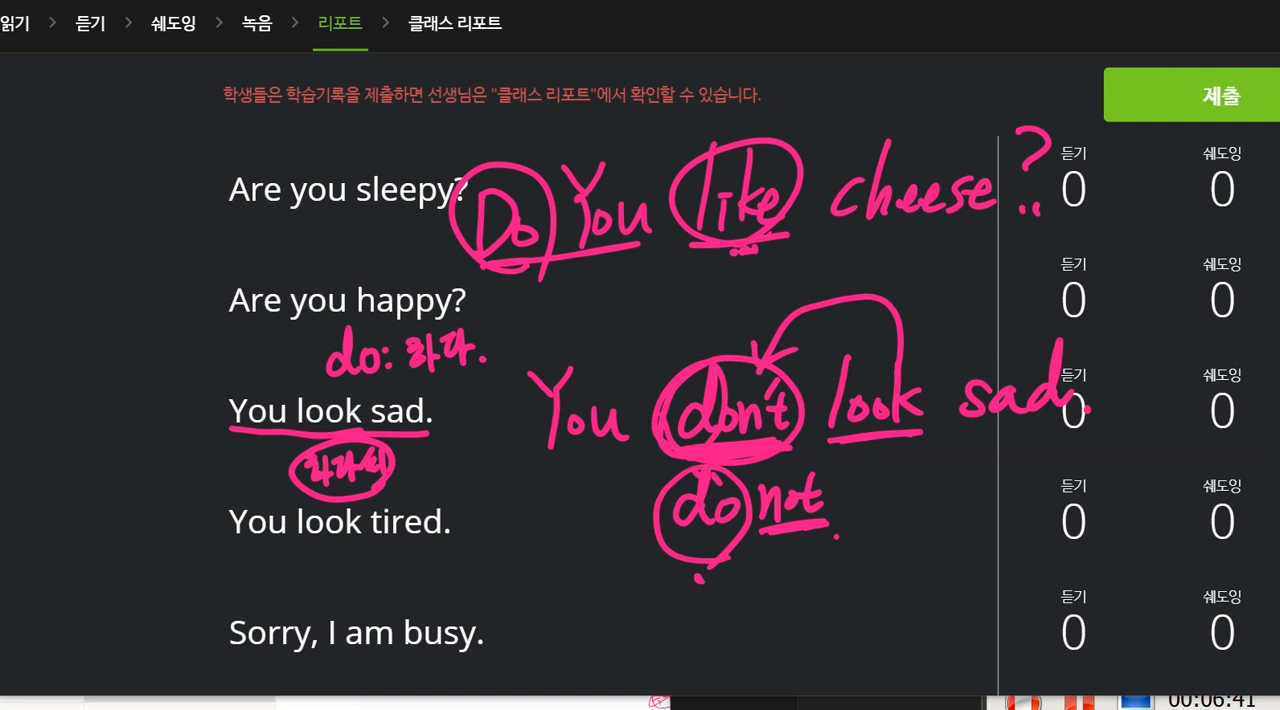 읽기 > 듣기 > 쉐도잉 > 녹음 > 리포트 > 클래스 리포트
학생들은 학습기록을 제출하면 선생님은 "클래스 리포트"에서 확인할 수 있습니다.
제출
Are you sleepy?
Do You like cheese?
듣기 쉐도잉
0 0
Are you happy?
듣기 쉐도잉
0 0
do: 하다.
You look sad.
You don't look sad.
듣기 쉐도잉
0 0
do not.
You look tired.
듣기 쉐도잉
0 0
Sorry, I am busy.
듣기 쉐도잉
0 0
00:06:41